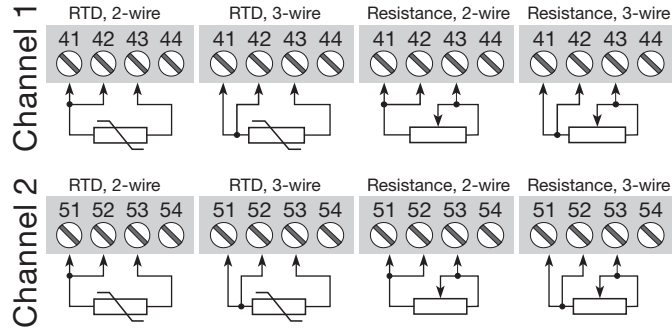 Channel 1
RTD, 2-wire
41 42 43 44
RTD, 3-wire
41 42 43 44
Resistance, 2-wire
41 42 43 44
Resistance, 3-wire
41 42 43 44
Channel 2
RTD, 2-wire
51 52 53 54
RTD, 3-wire
51 52 53 54
Resistance, 2-wire
51 52 53 54
Resistance, 3-wire
51 52 53 54